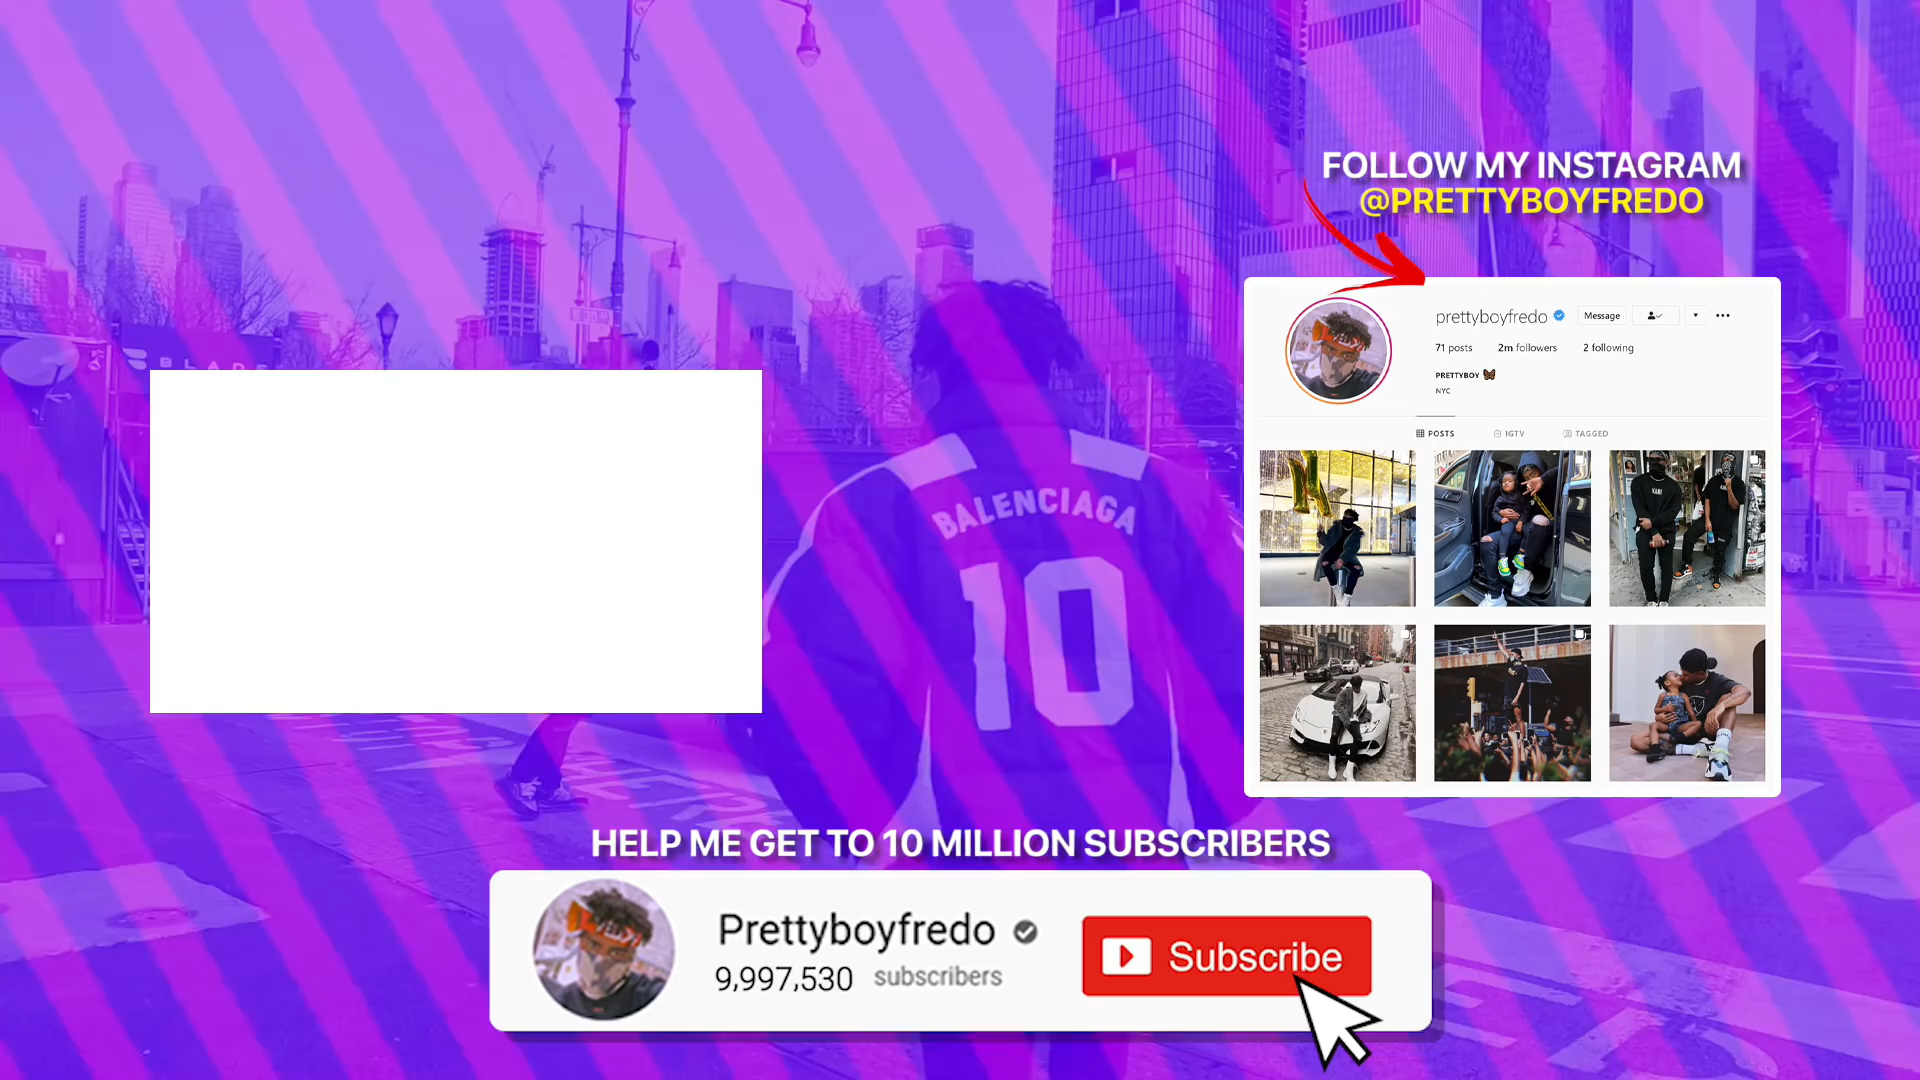 FOLLOW MY INSTAGRAM
@PRETTYBOYFREDO
prettyboyfredo
Message
71 posts 2m followers 2 following
PRETTYBOY
NYC
POSTS IGTV TAGGED
BLADE
BALENCIAGA
10
HELP ME GET TO 10 MILLION SUBSCRIBERS
Prettyboyfredo
9,997,530 subscribers
Subscribe